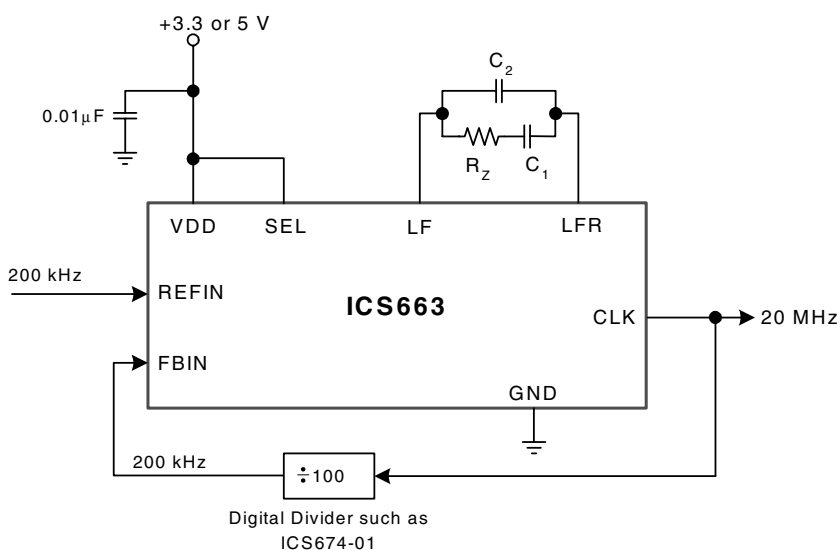 +3.3 or 5 V
0.01µF
C2
RZ
C1
VDD
SEL
LF
LFR
200 kHz
REFIN
ICS663
CLK
20 MHz
FBIN
GND
200 kHz
÷100
Digital Divider such as
ICS674-01